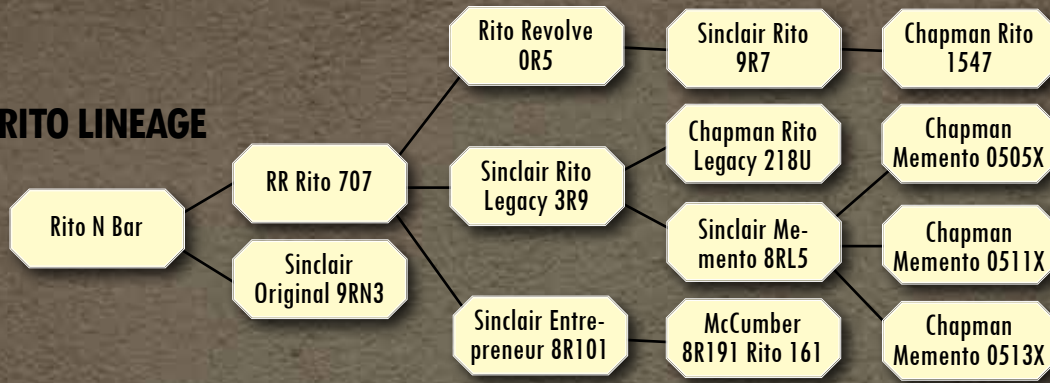 RITO LINEAGE
Rito N Bar
RR Rito 707
Sinclair
Original 9RN3
Rito Revolve
0R5
Sinclair Rito
Legacy 3R9
Sinclair Entre-
preneur 8R101
Sinclair Rito
9R7
Chapman Rito
Legacy 218U
Sinclair Me-
mento 8RL5
McCumber
8R191 Rito 161
Chapman Rito
1547
Chapman
Memento 0505X
Chapman
Memento 0511X
Chapman
Memento 0513X